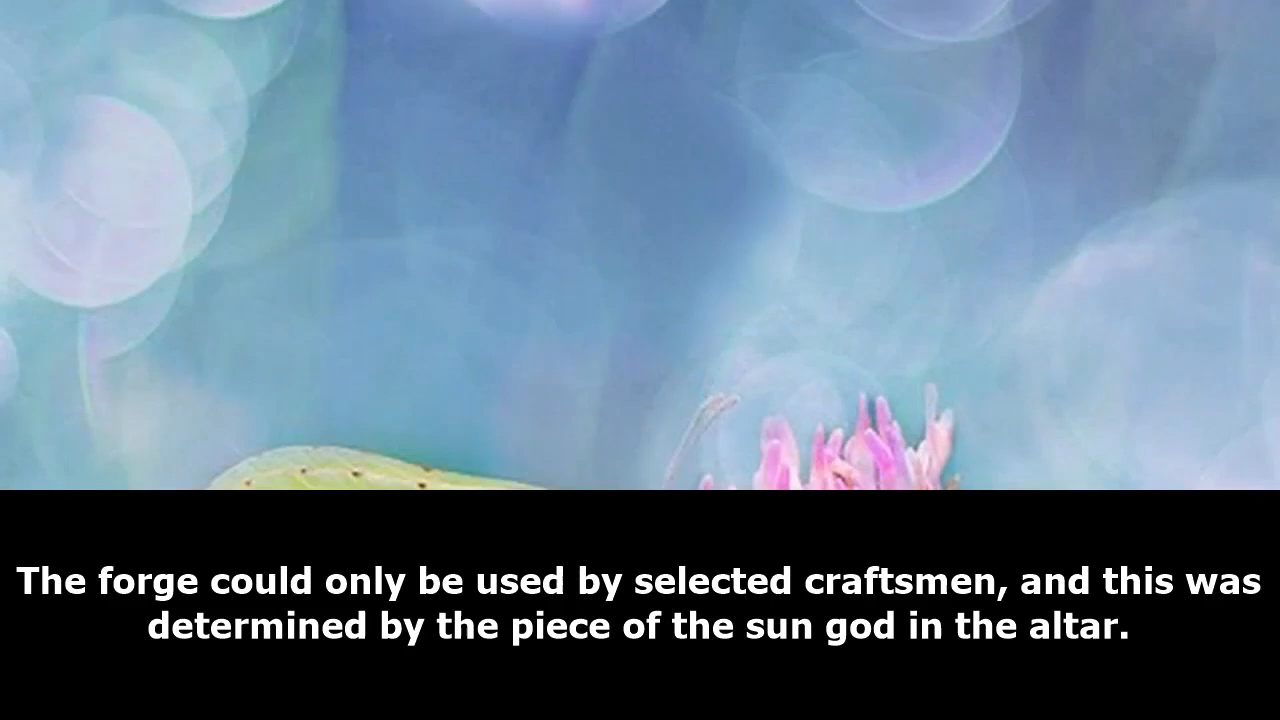 The forge could only be used by selected craftsmen, and this was
determined by the piece of the sun god in the altar.